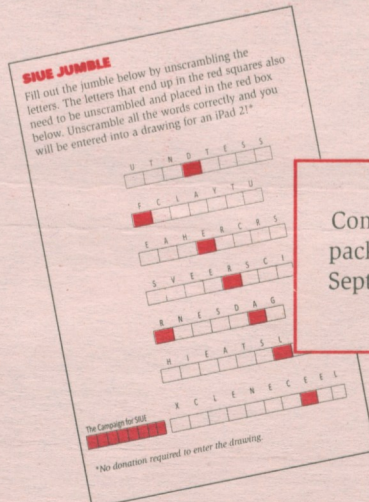 SIUE JUMBLE
Fill out the jumble below by unscrambling the
letters. The letters that end up in the red squares also
need to be unscrambled and placed in the red box
below. Unscramble all the words correctly and you
will be entered into a drawing for an iPad 2!*
U T N D T E S S
F C L A Y T U
E A H E R C R S
S V E E R S C I
R N E S D A G
H I E A T S L
X C L E N E C E E L
The Campaign for SIUE
*No donation required to enter the drawing.
Con
pack
Sept